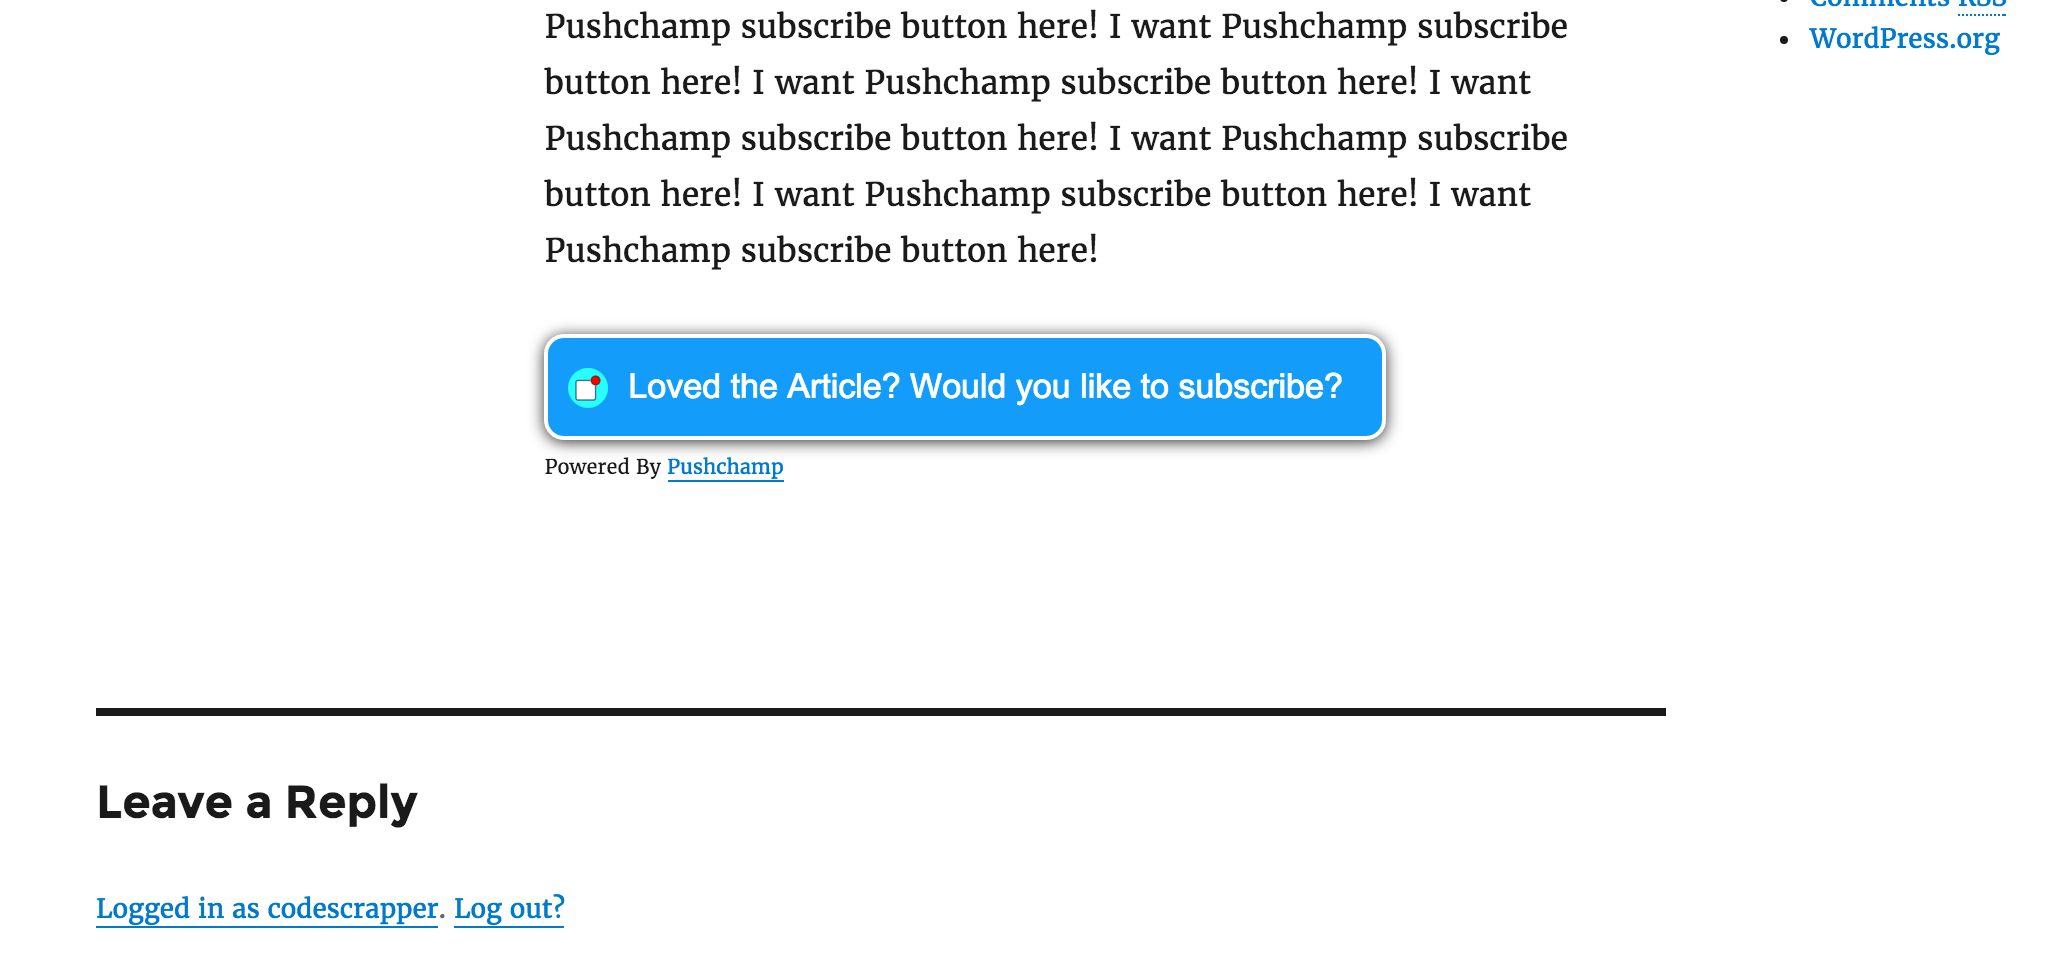 Pushchamp subscribe button here! I want Pushchamp subscribe
button here! I want Pushchamp subscribe button here! I want
Pushchamp subscribe button here! I want Pushchamp subscribe
button here! I want Pushchamp subscribe button here! I want
Pushchamp subscribe button here!
Loved the Article? Would you like to subscribe?
Powered By Pushchamp
Comments RSS
WordPress.org
Leave a Reply
Logged in as codescrapper. Log out?